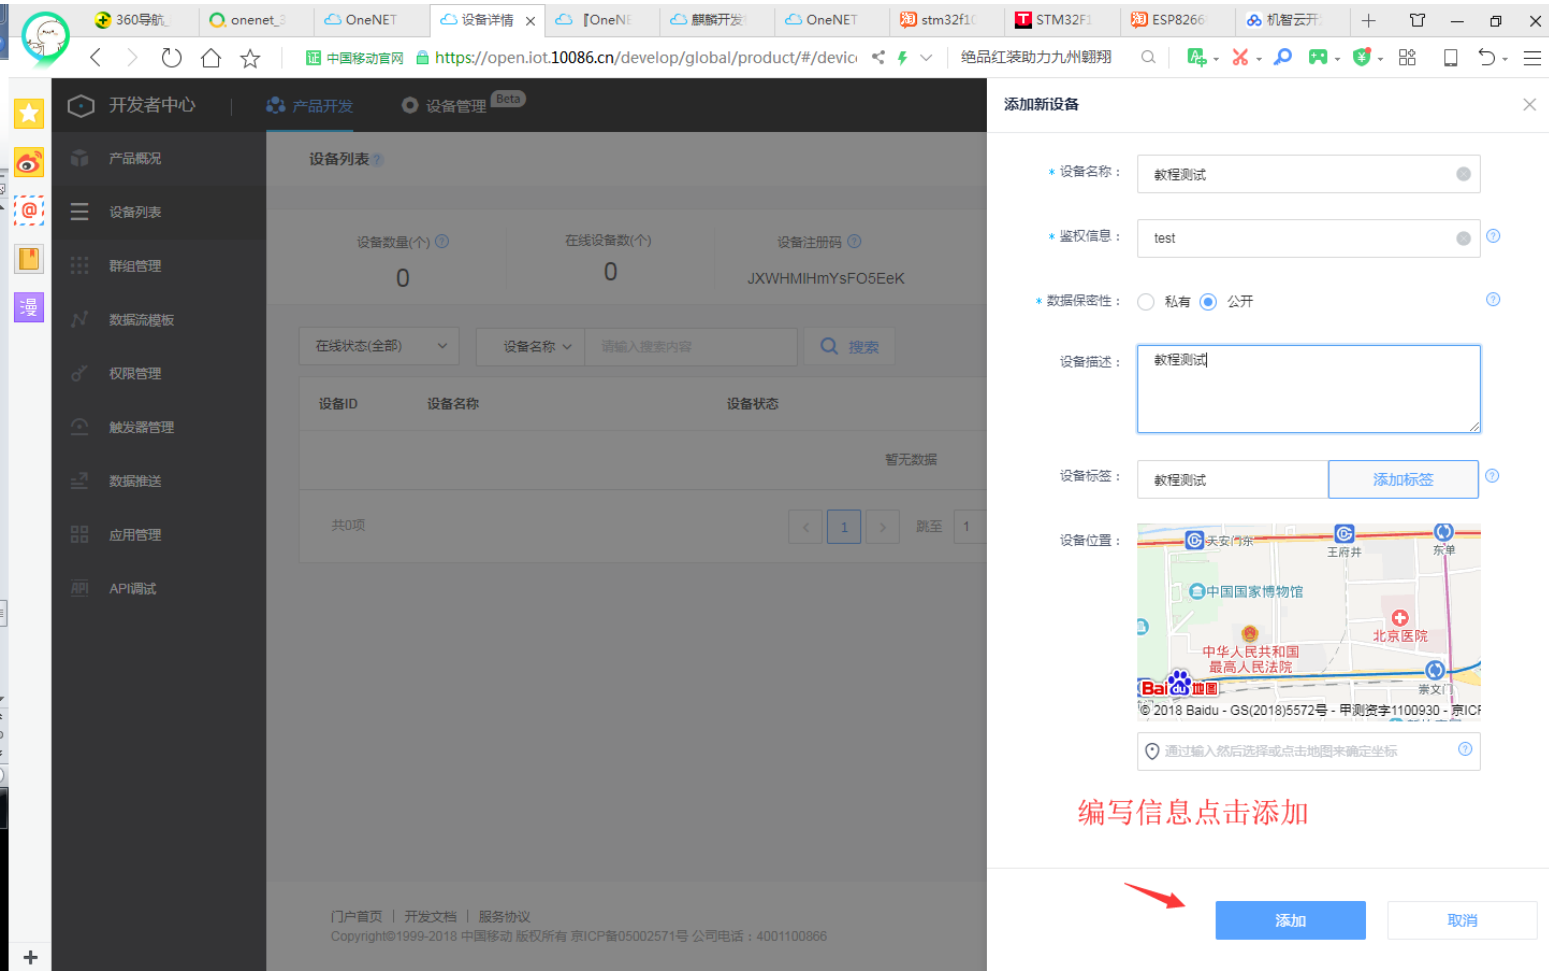 360导航_
onenet_3
OneNET
设备详情
『OneNE
麒麟开发
OneNET
stm32f10
STM32F1
ESP8266
机智云开
证 中国移动官网 https://open.iot.10086.cn/develop/global/product/#/devic
绝品红装助力九州翱翔
开发者中心
产品开发
设备管理 Beta
产品概况
设备列表
群组管理
数据流模板
权限管理
触发器管理
数据推送
应用管理
API API调试
漫
设备列表
设备数量(个)
0
在线设备数(个)
0
设备注册码
JXWHMIHmYsFO5EeK
在线状态(全部)
设备名称
请输入搜索内容
搜索
设备ID 设备名称 设备状态
暂无数据
共0项
1
跳至 1
门户首页 | 开发文档 | 服务协议
Copyright©1999-2018 中国移动 版权所有 京ICP备05002571号 公司电话：4001100866
添加新设备
* 设备名称： 教程测试
* 鉴权信息： test
* 数据保密性： 私有 公开
设备描述： 教程测试
设备标签： 教程测试 添加标签
设备位置：
天安门东
王府井
东单
中国国家博物馆
北京医院
中华人民共和国
最高人民法院
崇文门
Baidu地图
© 2018 Baidu - GS(2018)5572号 - 甲测资字1100930 - 京ICP
通过输入然后选择或点击地图来确定坐标
编写信息点击添加
添加
取消